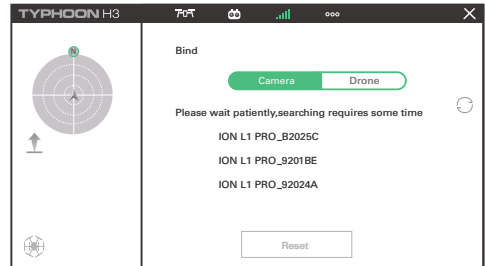 TYPHOON H3
N
Bind
Camera Drone
Please wait patiently,searching requires some time
ION L1 PRO_B2025C
ION L1 PRO_9201BE
ION L1 PRO_92024A
Reset